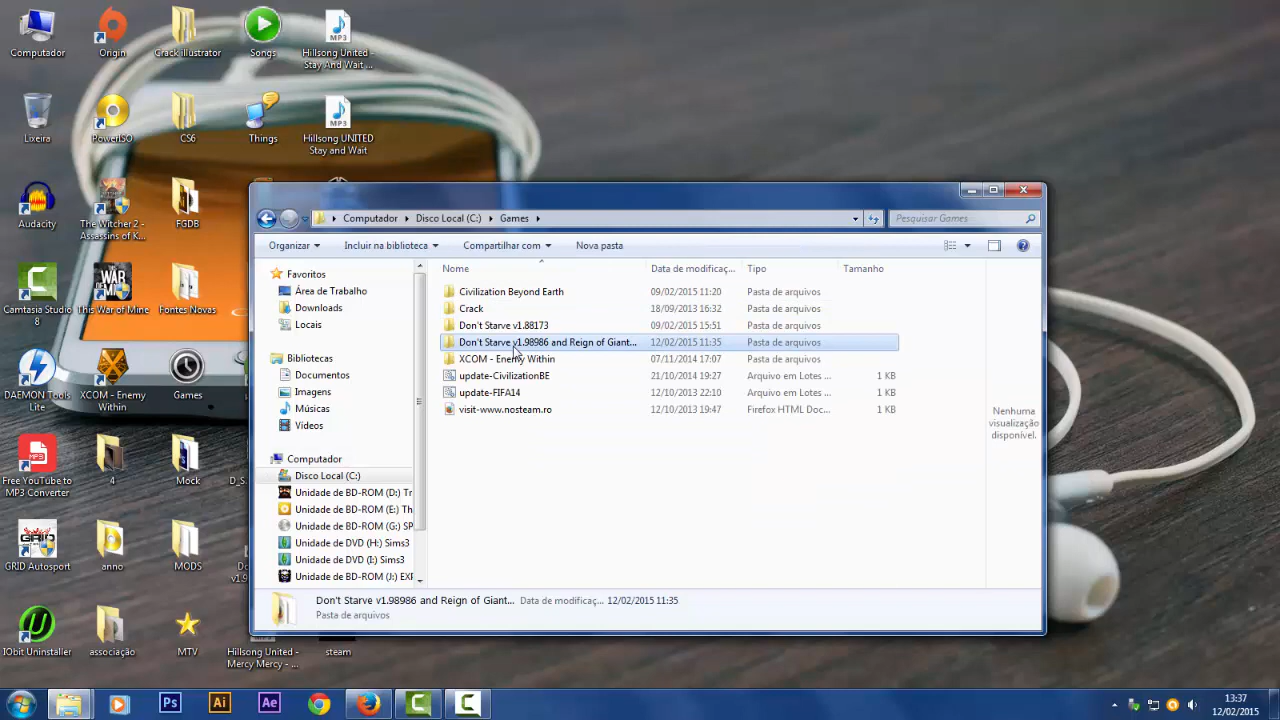 Computador
Origin
Crack illustrator
Songs
Hillsong United -
Stay And Wait ...
MP3
Lixeira
PowerISO
CS6
Things
Hillsong UNITED
Stay and Wait
MP3
Audacity
The Witcher 2 -
Assassins of K...
FGDB
Camtasia Studio
8
This War of Mine
Fontes Novas
DAEMON Tools
Lite
XCOM - Enemy
Within
Games
Free YouTube to
MP3 Converter
4
Mock
GRID Autosport
anno
MODS
IObit Uninstaller
associação
MTV
Hillsong United -
Mercy Mercy - ...
steam
Computador
Disco Local (C:)
Games
Pesquisar Games
Organizar
Incluir na biblioteca
Compartilhar com
Nova pasta
Favoritos
Área de Trabalho
Downloads
Locais
Bibliotecas
Documentos
Imagens
Músicas
Vídeos
Computador
Disco Local (C:)
Unidade de BD-ROM (D:) Tr
Unidade de BD-ROM (E:) Th
Unidade de BD-ROM (G:) SP
Unidade de DVD (H:) Sims3
Unidade de DVD (I:) Sims3
Unidade de BD-ROM (J:) EXP
Nome Data de modificaç... Tipo Tamanho
Civilization Beyond Earth 09/02/2015 11:20 Pasta de arquivos
Crack 18/09/2013 16:32 Pasta de arquivos
Don't Starve v1.88173 09/02/2015 15:51 Pasta de arquivos
Don't Starve v1.98986 and Reign of Giant... 12/02/2015 11:35 Pasta de arquivos
XCOM - Enemy Within 07/11/2014 17:07 Pasta de arquivos
update-CivilizationBE 21/10/2014 19:27 Arquivo em Lotes ... 1 KB
update-FIFA14 12/10/2013 22:10 Arquivo em Lotes ... 1 KB
visit-www.nosteam.ro 12/10/2013 19:47 Firefox HTML Doc... 1 KB
Nenhuma
visualização
disponível.
Don't Starve v1.98986 and Reign of Giant... Data de modificaç... 12/02/2015 11:35
Pasta de arquivos
Ps
Ai
Ae
13:37
12/02/2015